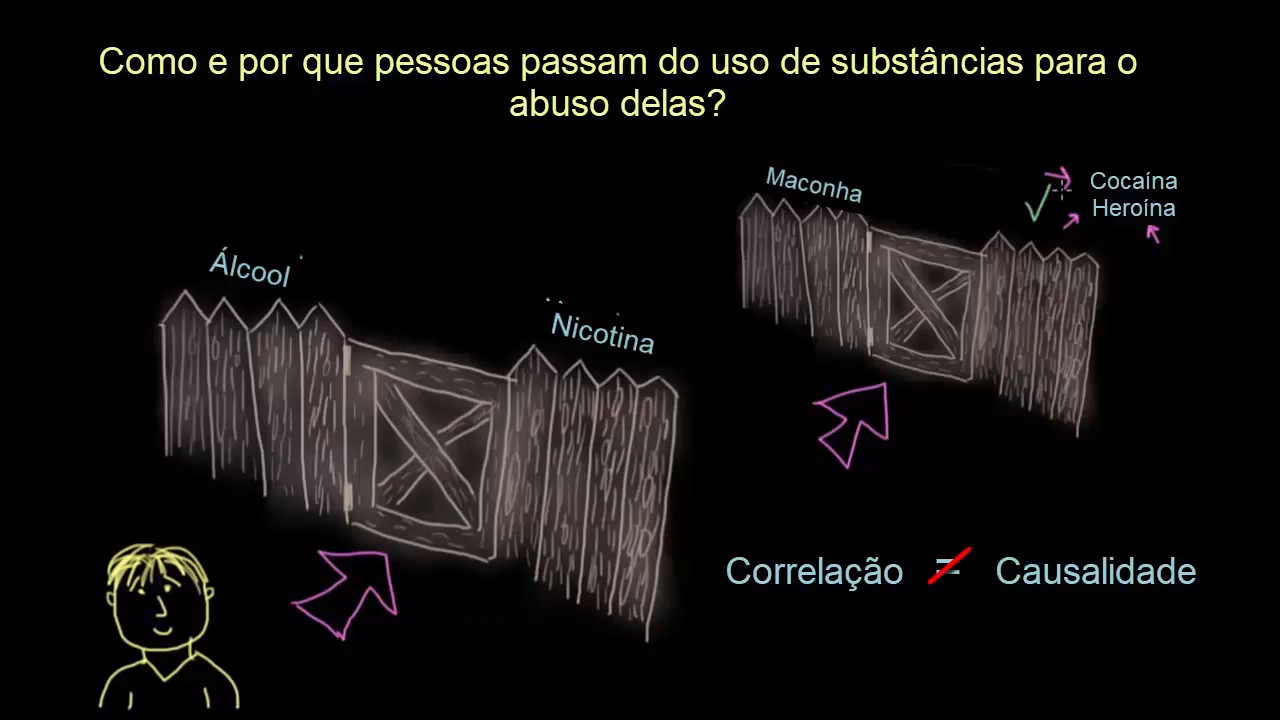 Como e por que pessoas passam do uso de substâncias para o
abuso delas?
Maconha
Cocaína
Heroína
Álcool
Nicotina
Correlação = Causalidade